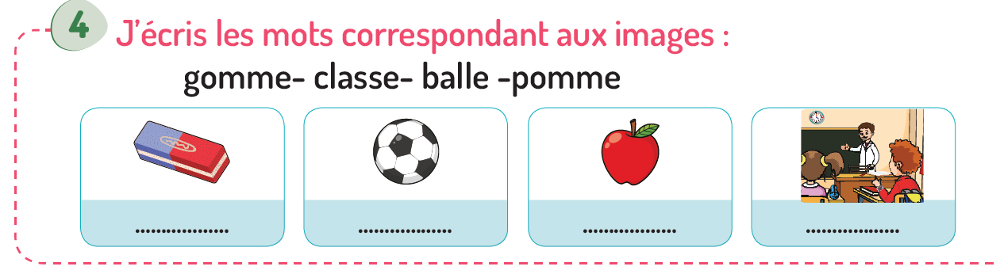 4 J'écris les mots correspondant aux images :
gomme- classe- balle -pomme
.................. .................. .................. ..................